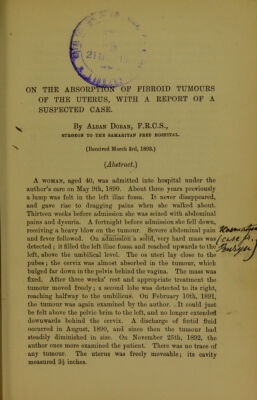 ON THE ABSORPTION OF FIBROID TUMOURS
OF THE UTERUS, WITH A REPORT OF A
SUSPECTED CASE.
By ALBAN DORAN, F.R.C.S.,
SURGEON TO THE SAMARITAN FREE HOSPITAL.
(Received March 3rd, 1893.)
(Abstract.)
A WOMAN, aged 40, was admitted into hospital under the
author's care on May 9th, 1890. About three years previously
a lump was felt in the left iliac fossa. It never disappeared,
and gave rise to dragging pains when she walked about.
Thirteen weeks before admission she was seized with abdominal
pains and dysuria. A fortnight before admission she fell down,
receiving a heavy blow on the tumour. Severe abdominal pain
and fever followed. On admission a solid, very hard mass was
detected; it filled the left iliac fossa and reached upwards to the
left, above the umbilical level. The os uteri lay close to the
pubes; the cervix was almost absorbed in the tumour, which
bulged far down in the pelvis behind the vagina. The mass was
fixed. After three weeks' rest and appropriate treatment the
tumour moved freely; a second lobe was detected to its right,
reaching halfway to the umbilicus. On February 10th, 1891,
the tumour was again examined by the author. It could just
be felt above the pelvic brim to the left, and no longer extended
downwards behind the cervix. A discharge of foetid fluid
occurred in August, 1890, and since then the tumour had
steadily diminished in size. On November 25th, 1892, the
author once more examined the patient. There was no trace of
any tumour. The uterus was freely moveable; its cavity
measured 3½ inches.